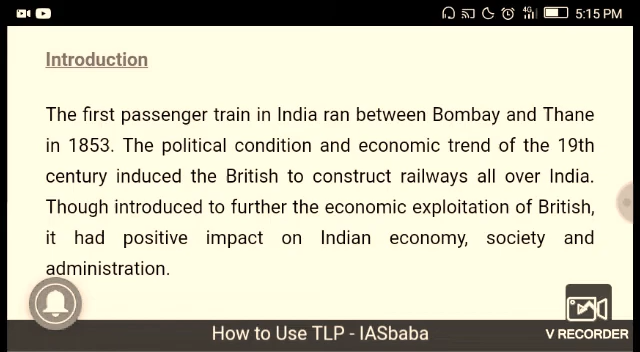 4G 5:15 PM
Introduction
The first passenger train in India ran between Bombay and Thane
in 1853. The political condition and economic trend of the 19th
century induced the British to construct railways all over India.
Though introduced to further the economic exploitation of British,
it had positive impact on Indian economy, society and
administration.
How to Use TLP - IASbaba
V RECORDER